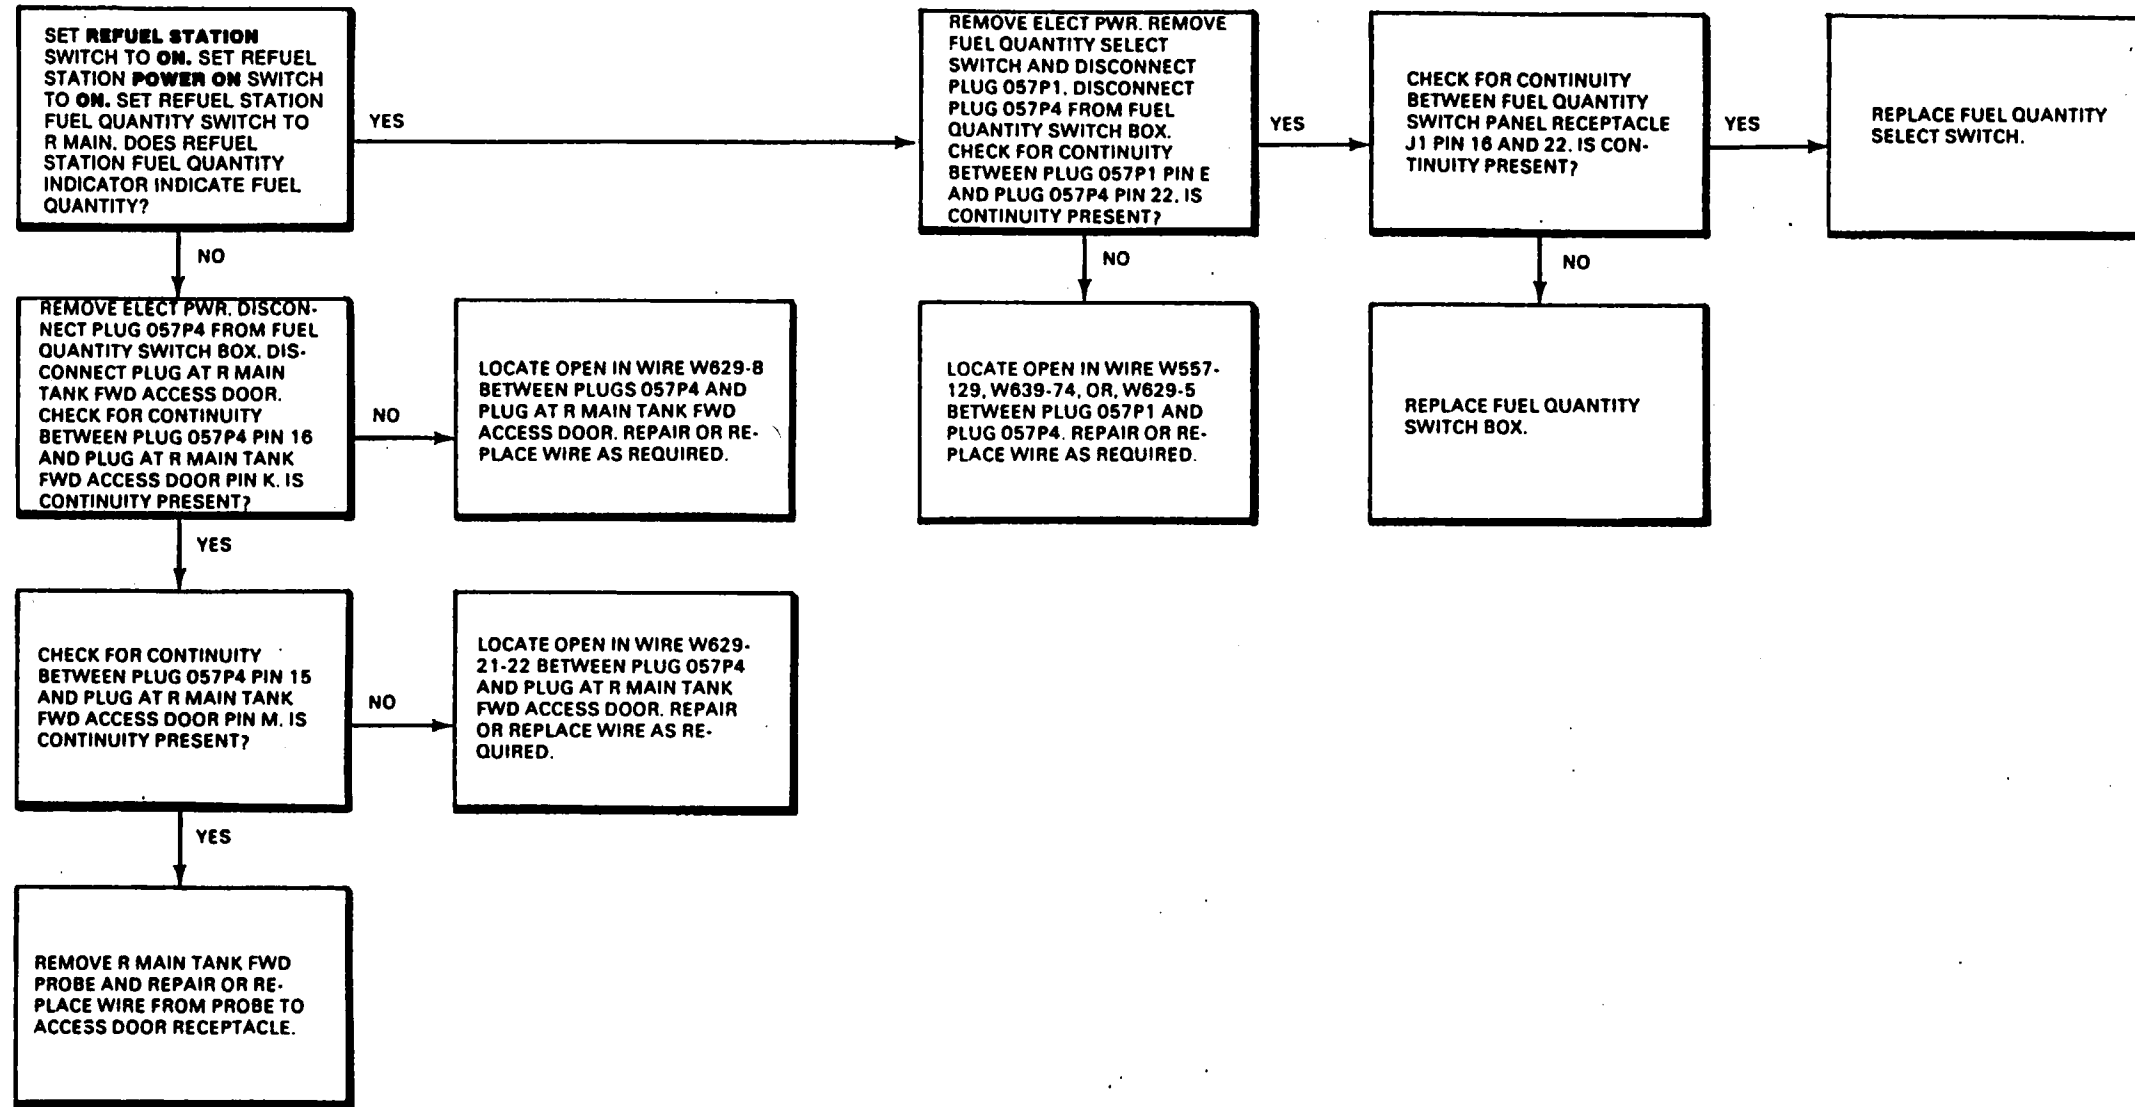 SET REFUEL STATION
SWITCH TO ON. SET REFUEL
STATION POWER ON SWITCH
TO ON. SET REFUEL STATION
FUEL QUANTITY SWITCH TO
R MAIN. DOES REFUEL
STATION FUEL QUANTITY
INDICATOR INDICATE FUEL
QUANTITY?
YES
REMOVE ELECT PWR. REMOVE
FUEL QUANTITY SELECT
SWITCH AND DISCONNECT
PLUG 057P1. DISCONNECT
PLUG 057P4 FROM FUEL
QUANTITY SWITCH BOX.
CHECK FOR CONTINUITY
BETWEEN PLUG 057P1 PIN E
AND PLUG 057P4 PIN 22. IS
CONTINUITY PRESENT?
YES
CHECK FOR CONTINUITY
BETWEEN FUEL QUANTITY
SWITCH PANEL RECEPTACLE
J1 PIN 16 AND 22. IS CON-
TINUITY PRESENT?
YES
REPLACE FUEL QUANTITY
SELECT SWITCH.
NO
NO
NO
REMOVE ELECT PWR. DISCON-
NECT PLUG 057P4 FROM FUEL
QUANTITY SWITCH BOX. DIS-
CONNECT PLUG AT R MAIN
TANK FWD ACCESS DOOR.
CHECK FOR CONTINUITY
BETWEEN PLUG 057P4 PIN 16
AND PLUG AT R MAIN TANK
FWD ACCESS DOOR PIN K. IS
CONTINUITY PRESENT?
NO
LOCATE OPEN IN WIRE W629-8
BETWEEN PLUGS 057P4 AND
PLUG AT R MAIN TANK FWD
ACCESS DOOR. REPAIR OR RE-
PLACE WIRE AS REQUIRED.
LOCATE OPEN IN WIRE W557-
129, W639-74, OR, W629-5
BETWEEN PLUG 057P1 AND
PLUG 057P4. REPAIR OR RE-
PLACE WIRE AS REQUIRED.
REPLACE FUEL QUANTITY
SWITCH BOX.
YES
CHECK FOR CONTINUITY
BETWEEN PLUG 057P4 PIN 15
AND PLUG AT R MAIN TANK
FWD ACCESS DOOR PIN M. IS
CONTINUITY PRESENT?
NO
LOCATE OPEN IN WIRE W629-
21-22 BETWEEN PLUG 057P4
AND PLUG AT R MAIN TANK
FWD ACCESS DOOR. REPAIR
OR REPLACE WIRE AS RE-
QUIRED.
YES
REMOVE R MAIN TANK FWD
PROBE AND REPAIR OR RE-
PLACE WIRE FROM PROBE TO
ACCESS DOOR RECEPTACLE.